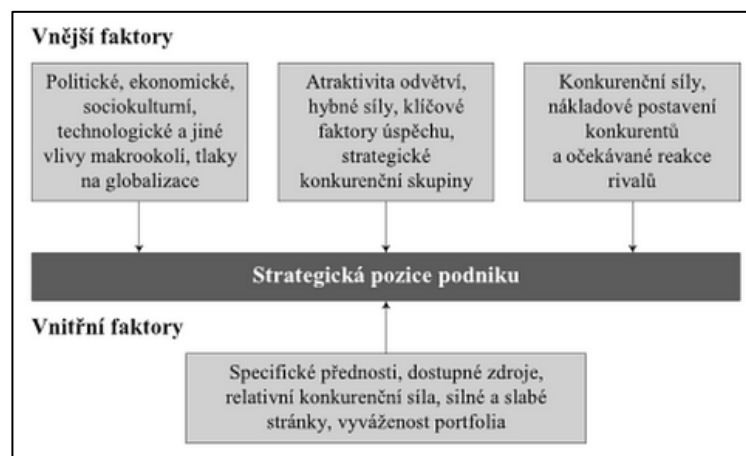 Vnější faktory
Politické, ekonomické,
sociokulturní,
technologické a jiné
vlivy makrookolí, tlaky
na globalizace
Atraktivita odvětví,
hybné síly, klíčové
faktory úspěchu,
strategické
konkurenční skupiny
Konkurenční síly,
nákladové postavení
konkurentů
a očekávané reakce
rivalů
Strategická pozice podniku
Vnitřní faktory
Specifické přednosti, dostupné zdroje,
relativní konkurenční síla, silné a slabé
stránky, vyváženost portfolia